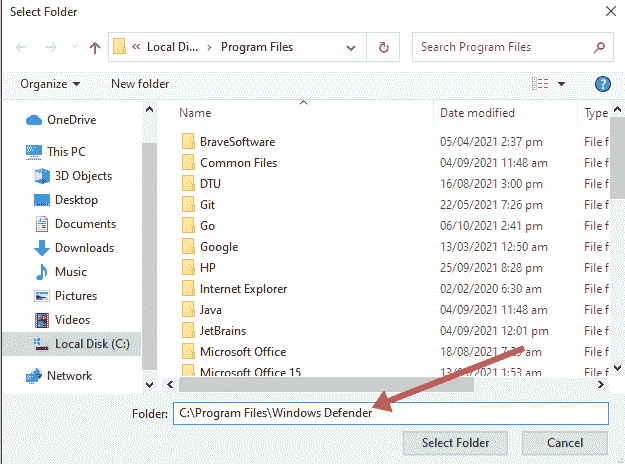 Select Folder
« Local Di... > Program Files
Search Program Files
Organize
New folder
?
Name
Date modified
Type
OneDrive
This PC
3D Objects
Desktop
Documents
Downloads
Music
Pictures
Videos
Local Disk (C:)
Network
BraveSoftware 05/04/2021 2:37 pm File f
Common Files 04/09/2021 11:48 am File f
DTU 16/08/2021 3:00 pm File f
Git 22/05/2021 7:26 pm File f
Go 06/10/2021 2:41 pm File f
Google 13/03/2021 12:50 am File f
HP 25/09/2021 8:28 pm File f
Internet Explorer 02/02/2020 6:30 am File f
Java 04/09/2021 11:48 am File f
JetBrains 04/09/2021 12:01 pm File f
Microsoft Office 18/08/2021 am File f
Microsoft Office 15 1:53 am File f
Folder: C:\Program Files\Windows Defender
Select Folder
Cancel